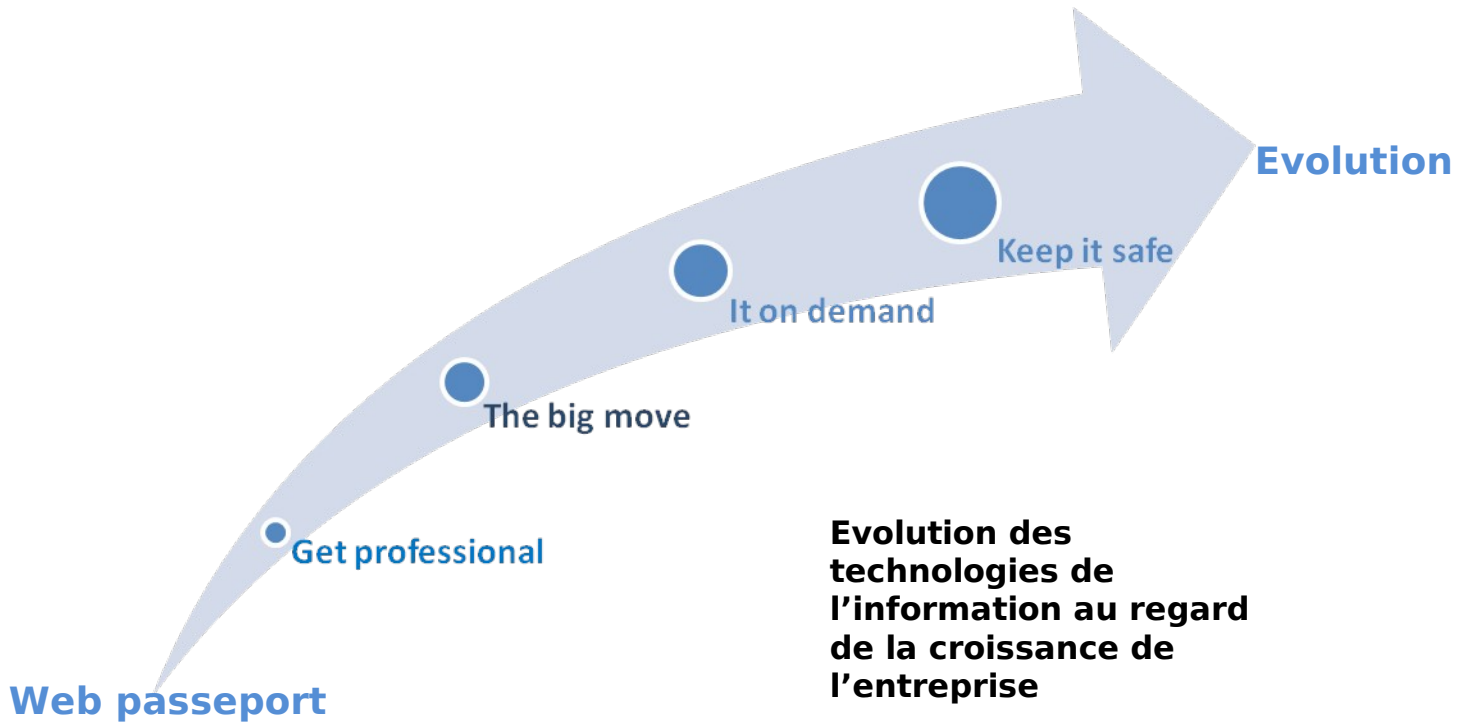 Evolution
Keep it safe
It on demand
The big move
Get professional
Evolution des
technologies de
l’information au regard
de la croissance de
l’entreprise
Web passeport